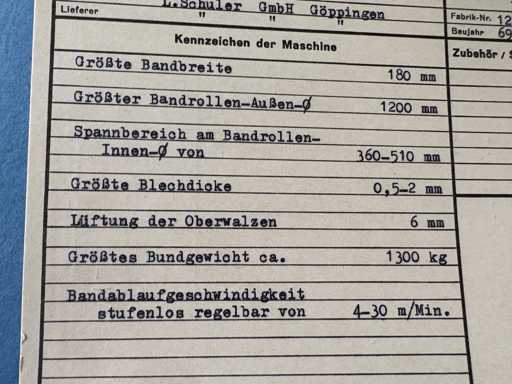 Lieferer L.Schuler GmbH Göppingen
" " "
Fabrik-Nr. 12
Baujahr 69
Kennzeichen der Maschine
Zubehör /
Größte Bandbreite 180 mm
Größter Bandrollen-Außen-Ø 1200 mm
Spannbereich am Bandrollen-
Innen-Ø von 360-510 mm
Größte Blechdicke 0,5-2 mm
Lüftung der Oberwalzen 6 mm
Größtes Bundgewicht ca. 1300 kg
Bandablaufgeschwindigkeit
stufenlos regelbar von 4-30 m/Min.